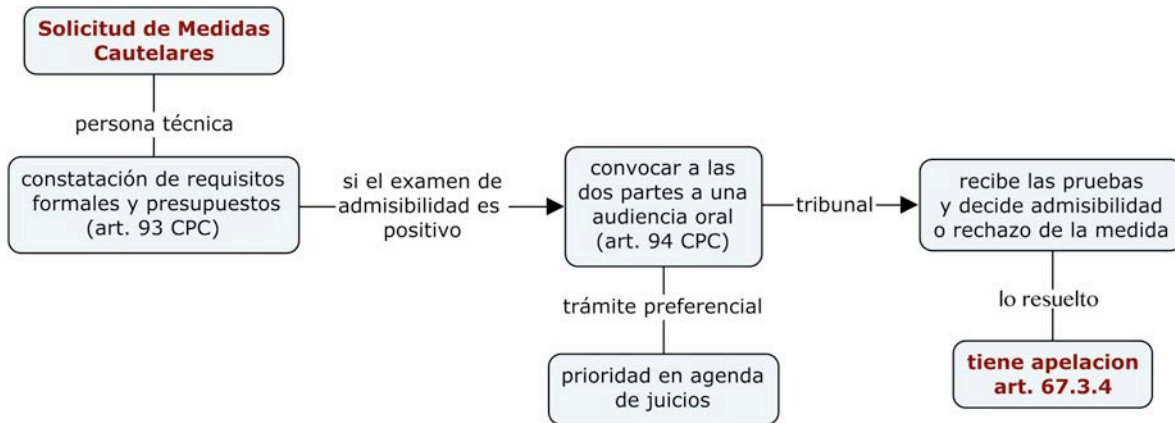 Solicitud de Medidas
Cautelares
persona técnica
constatación de requisitos
formales y presupuestos
(art. 93 CPC)
si el examen de
admisibilidad es
positivo
convocar a las
dos partes a una
audiencia oral
(art. 94 CPC)
trámite preferencial
prioridad en agenda
de juicios
tribunal
recibe las pruebas
y decide admisibilidad
o rechazo de la medida
lo resuelto
tiene apelacion
art. 67.3.4